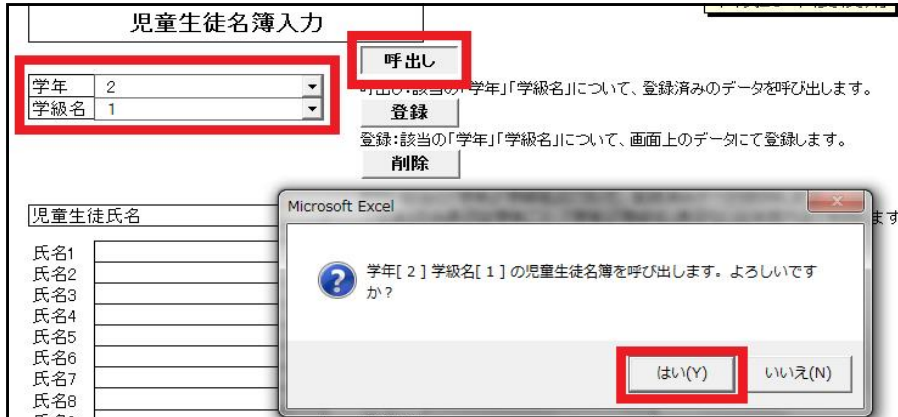 児童生徒名簿入力
呼出し
学年 2
学級名 1
呼出し:該当の「学年」「学級名」について、登録済みのデータを呼び出します。
登録
登録:該当の「学年」「学級名」について、画面上のデータにて登録します。
削除
児童生徒氏名
ます
Microsoft Excel
学年[ 2 ] 学級名[ 1 ] の児童生徒名簿を呼び出します。よろしいです
か?
はい(Y)
いいえ(N)
氏名1
氏名2
氏名3
氏名4
氏名5
氏名6
氏名7
氏名8